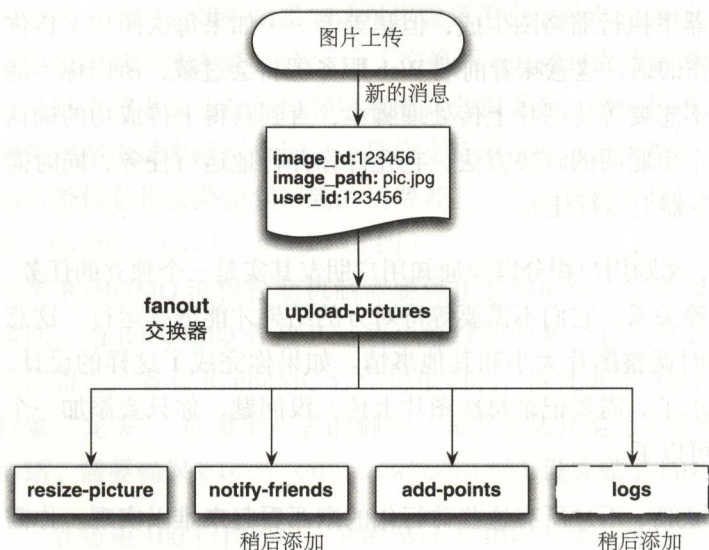 图片上传
新的消息
image_id:123456
image_path: pic.jpg
user_id:123456
fanout
交换器
upload-pictures
resize-picture
notify-friends
add-points
logs
稍后添加
稍后添加